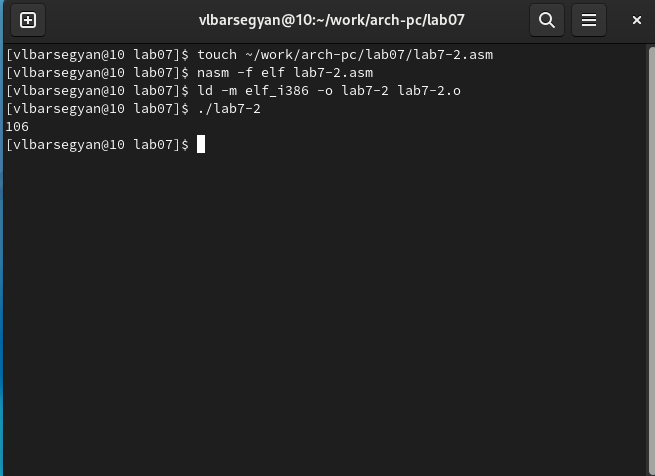 vlbarsegyan@10:~/work/arch-pc/lab07
[vlbarsegyan@10 lab07]$ touch ~/work/arch-pc/lab07/lab7-2.asm
[vlbarsegyan@10 lab07]$ nasm -f elf lab7-2.asm
[vlbarsegyan@10 lab07]$ ld -m elf_i386 -o lab7-2 lab7-2.o
[vlbarsegyan@10 lab07]$ ./lab7-2
106
[vlbarsegyan@10 lab07]$